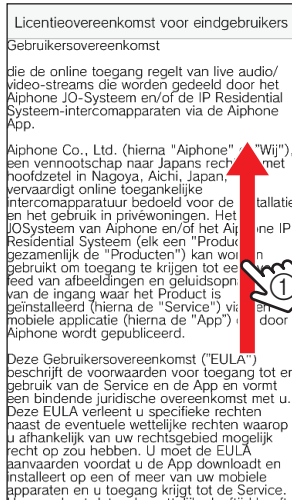 Licentieovereenkomst voor eindgebruikers
Gebruikersovereenkomst
die de online toegang regelt van live audio/
video-streams die worden gedeeld door het
Aiphone JO-Systeem en/of de IP Residential
Systeem-intercomapparaten via de Aiphone
App.
Aiphone Co., Ltd. (hierna "Aiphone" "Wij"),
een vennootschap naar Japans met
hoofdzetel in Nagoya, Aichi, Japan,
vervaardigt online toegankelijke
intercomapparatuur bedoeld voor de
en het gebruik in privéwoningen. Het
JOSysteem van Aiphone en/of het IP
Residential Systeem (elk een
gezamenlijk de "Producten") kan
gebruikt om toegang te krijgen tot
feed van afbeeldingen en
van de ingang waar het Product is
geïnstalleerd (hierna de "Service")
mobiele applicatie (hierna de "App") door
Aiphone wordt gepubliceerd.
Deze Gebruikersovereenkomst ("EULA")
beschrijft de voorwaarden voor toegang tot en
gebruik van de Service en de App en vormt
een bindende juridische overeenkomst met u.
Deze EULA verleent u specifieke rechten
naast de eventuele wettelijke rechten waarop
u afhankelijk van uw rechtsgebied mogelijk
recht op zou hebben. U moet de EULA
aanvaarden voordat u de App downloadt en
installeert op een of meer van uw mobiele
apparaten en u toegang krijgt tot de Service.
1